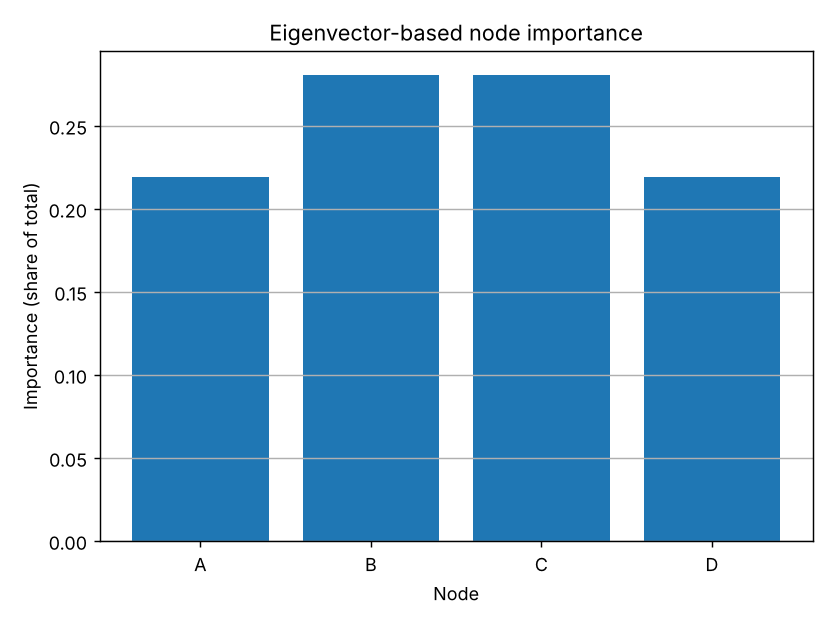 Eigenvector-based node importance
Importance (share of total)
0.25
0.20
0.15
0.10
0.05
0.00
A B C D
Node